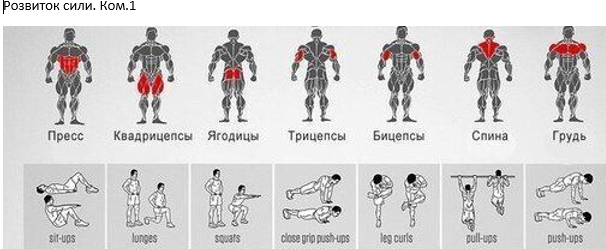 Розвиток сили. Ком.1
Пресс Квадрицепсы Ягодицы Трицепсы Бицепсы Спина Грудь
sit-ups lunges squats close grip push-ups leg curls pull-ups push-ups